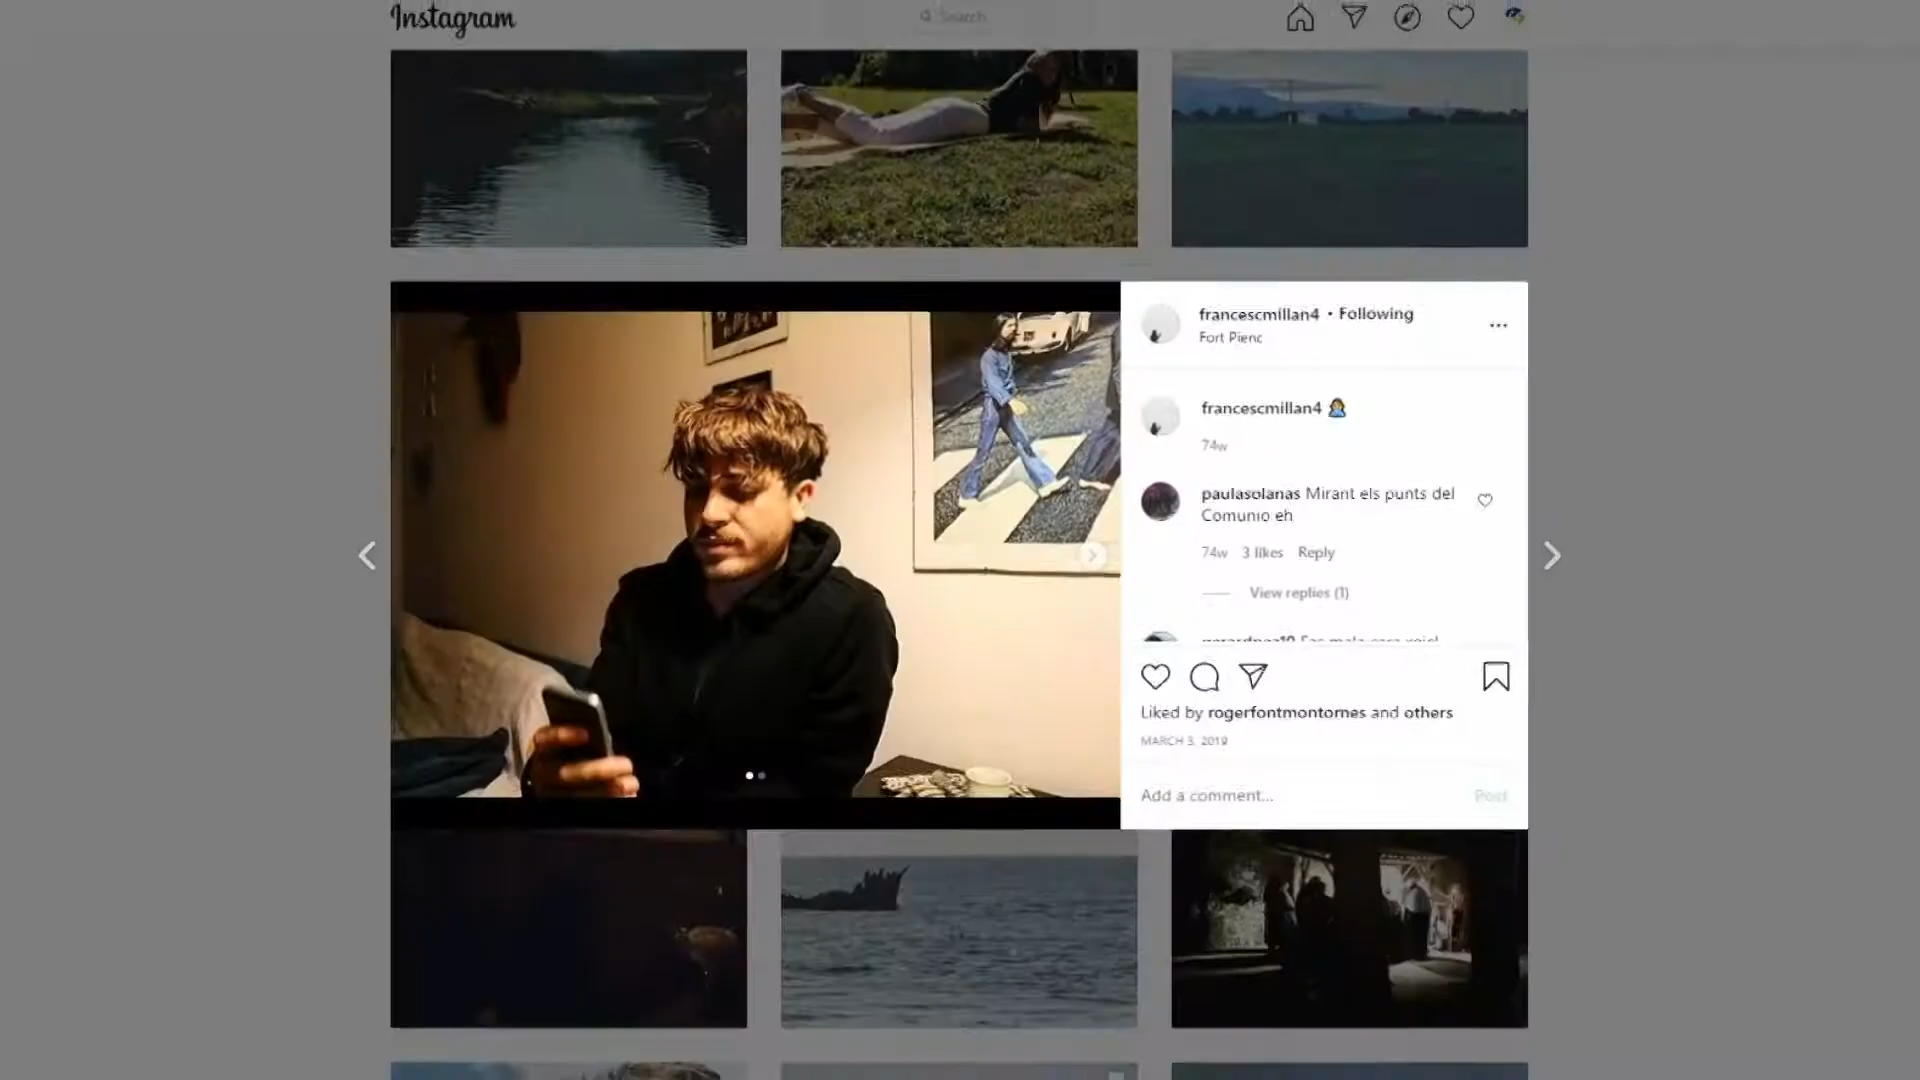 Instagram
Search
francescmillan4 • Following
Fort Pienc
francescmillan4 🤦‍♂️
74w
paulasolanas Mirant els punts del
Comunio eh
74w 3 likes Reply
View replies (1)
Liked by rogerfontmontornes and others
MARCH 3, 2019
Add a comment... Post